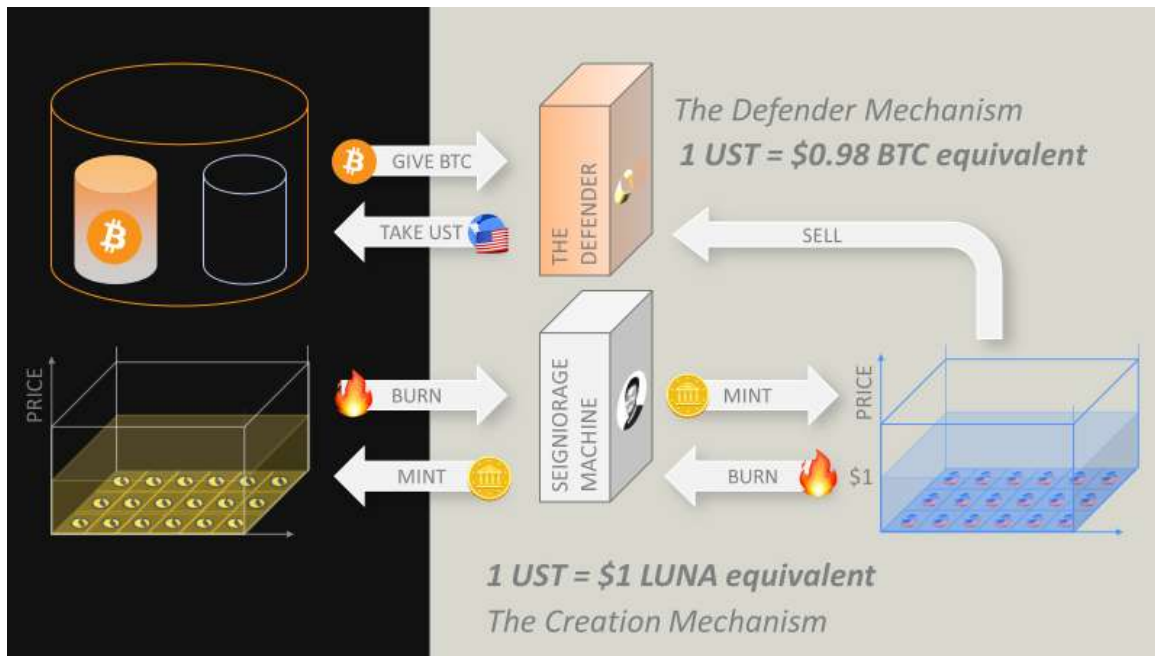 The Defender Mechanism
1 UST = $0.98 BTC equivalent
GIVE BTC
TAKE UST
THE
DEFENDER
SELL
PRICE
BURN
MINT
SEIGNIORAGE
MACHINE
MINT
BURN
PRICE
$1
1 UST = $1 LUNA equivalent
The Creation Mechanism